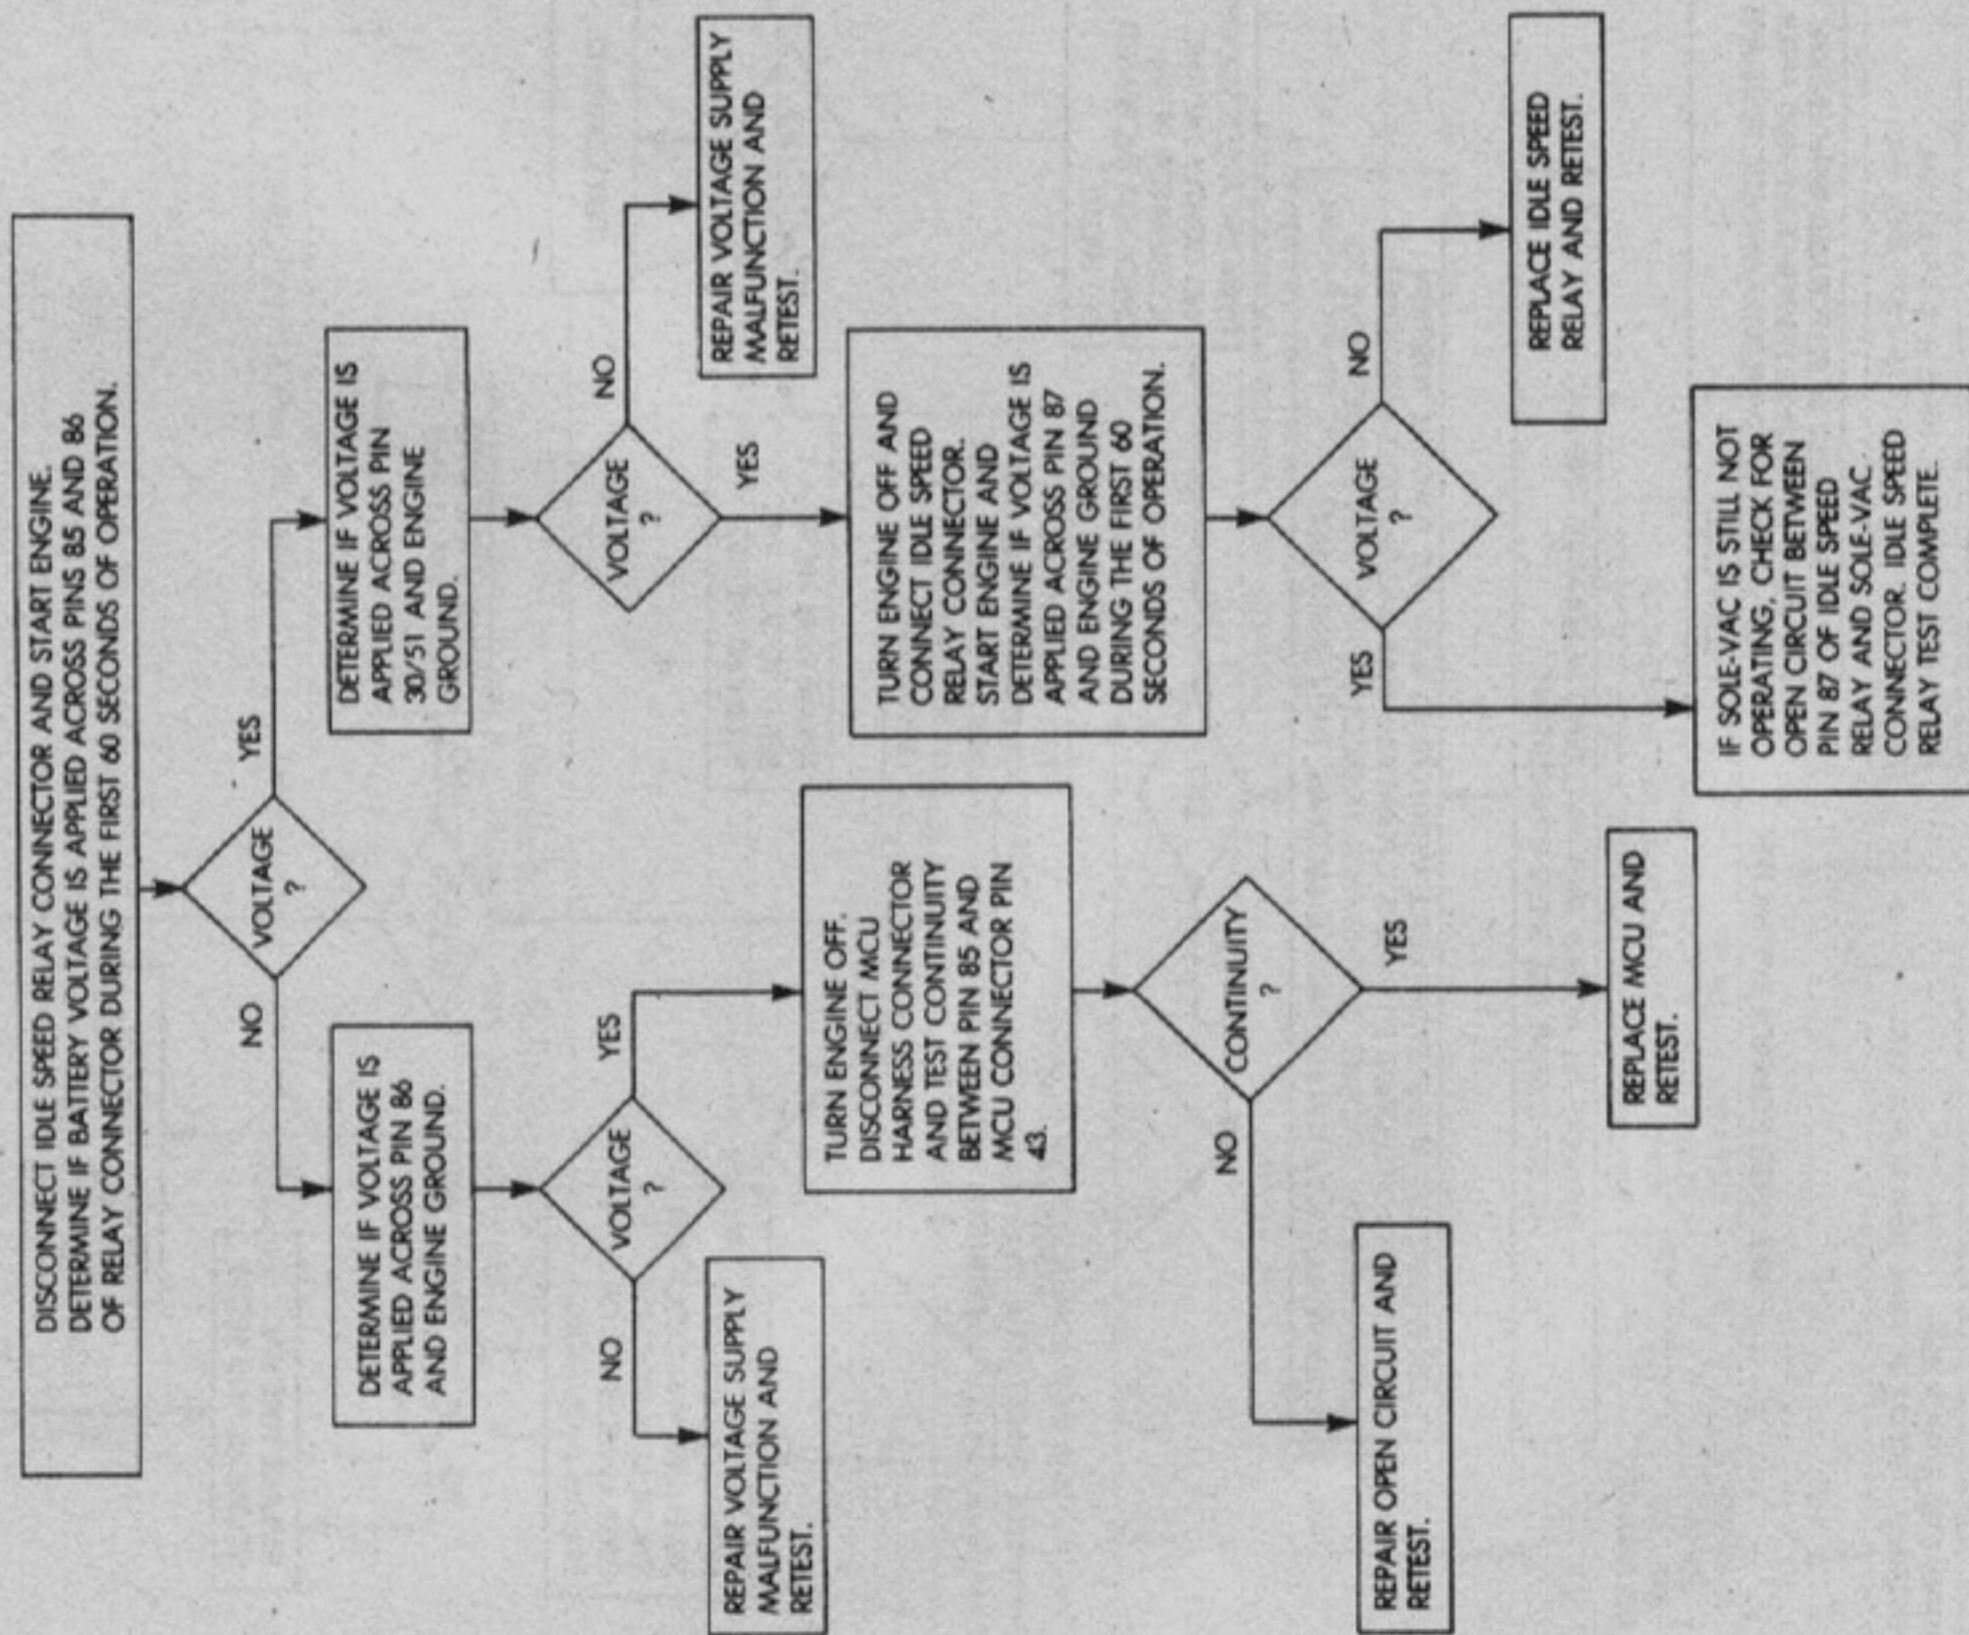 DISCONNECT IDLE SPEED RELAY CONNECTOR AND START ENGINE.
DETERMINE IF BATTERY VOLTAGE IS APPLIED ACROSS PINS 85 AND 86
OF RELAY CONNECTOR DURING THE FIRST 60 SECONDS OF OPERATION.
VOLTAGE
?
NO
YES
DETERMINE IF VOLTAGE IS
APPLIED ACROSS PIN 86
AND ENGINE GROUND.
VOLTAGE
?
NO
YES
REPAIR VOLTAGE SUPPLY
MALFUNCTION AND
RETEST.
TURN ENGINE OFF.
DISCONNECT MCU
HARNESS CONNECTOR
AND TEST CONTINUITY
BETWEEN PIN 85 AND
MCU CONNECTOR PIN
43.
CONTINUITY
?
NO
YES
REPAIR OPEN CIRCUIT AND
RETEST.
REPLACE MCU AND
RETEST.
DETERMINE IF VOLTAGE IS
APPLIED ACROSS PIN
30/51 AND ENGINE
GROUND.
VOLTAGE
?
NO
YES
REPAIR VOLTAGE SUPPLY
MALFUNCTION AND
RETEST.
TURN ENGINE OFF AND
CONNECT IDLE SPEED
RELAY CONNECTOR.
START ENGINE AND
DETERMINE IF VOLTAGE IS
APPLIED ACROSS PIN 87
AND ENGINE GROUND
DURING THE FIRST 60
SECONDS OF OPERATION.
VOLTAGE
?
YES
NO
REPLACE IDLE SPEED
RELAY AND RETEST.
IF SOLE-VAC IS STILL NOT
OPERATING, CHECK FOR
OPEN CIRCUIT BETWEEN
PIN 87 OF IDLE SPEED
RELAY AND SOLE-VAC
CONNECTOR. IDLE SPEED
RELAY TEST COMPLETE.